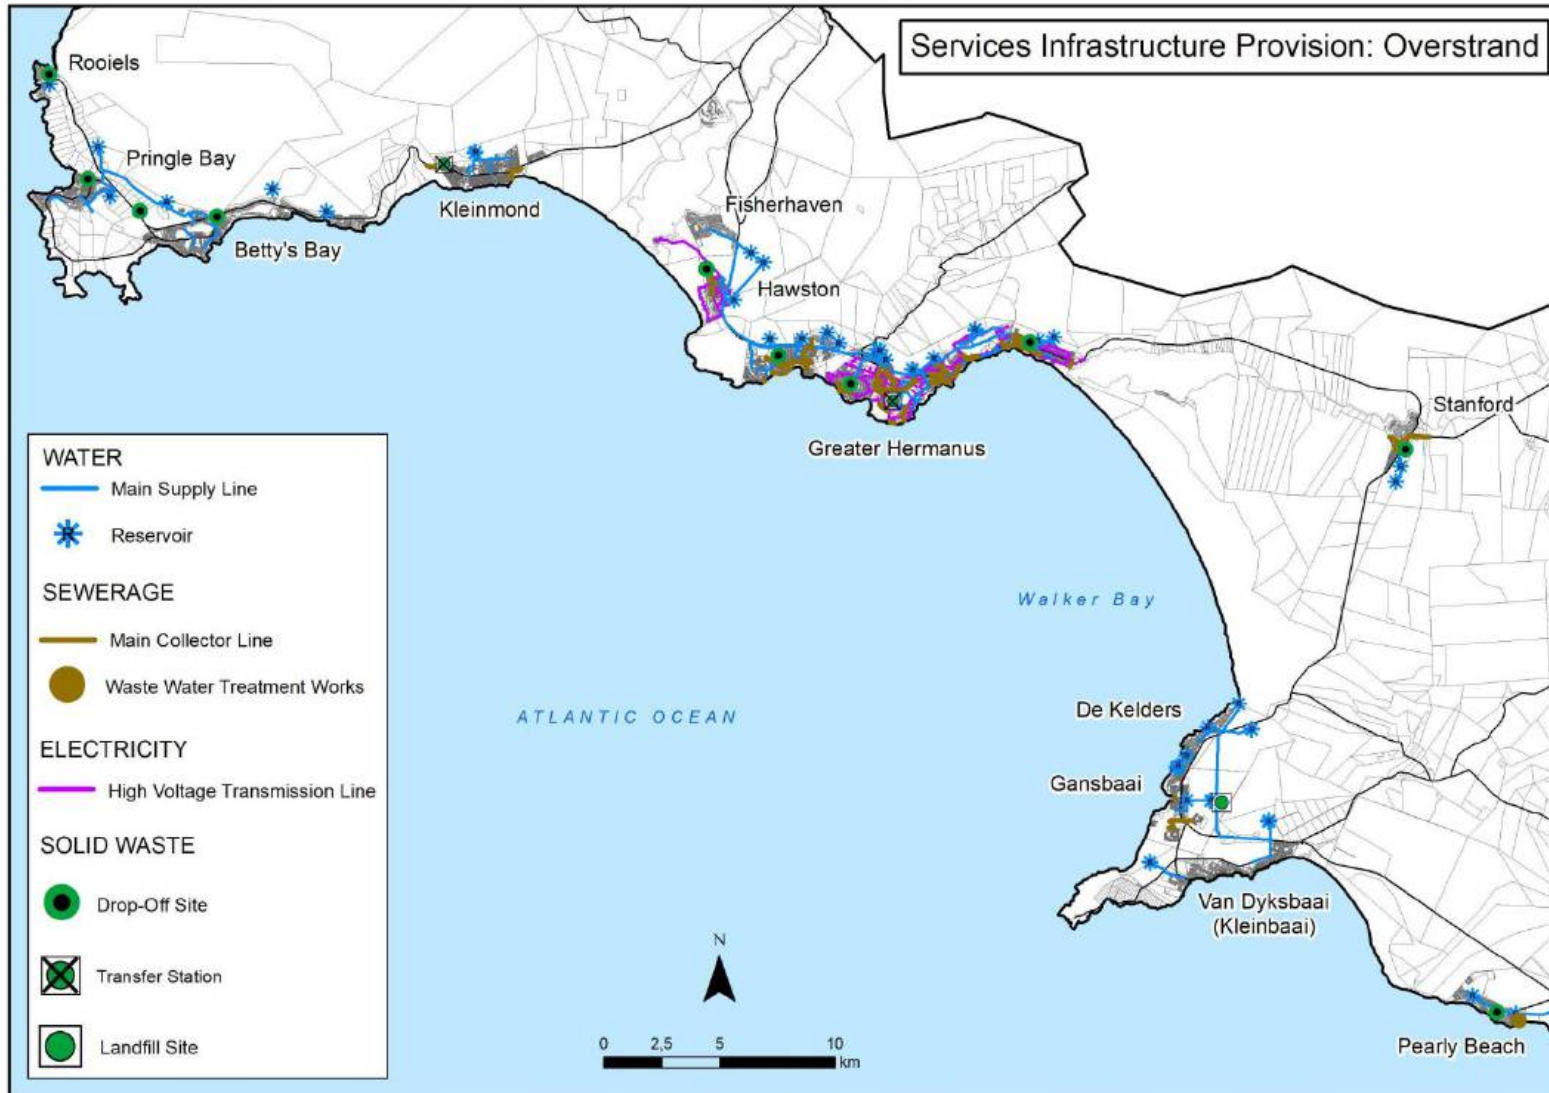 Services Infrastructure Provision: Overstrand
Rooiels
Pringle Bay
Betty's Bay
Kleinmond
Fisherhaven
Hawston
Greater Hermanus
Stanford
Walker Bay
ATLANTIC OCEAN
De Kelders
Gansbaai
Van Dyksbaai
(Kleinbaai)
Pearly Beach
WATER
Main Supply Line
R Reservoir
SEWERAGE
Main Collector Line
Waste Water Treatment Works
ELECTRICITY
High Voltage Transmission Line
SOLID WASTE
Drop-Off Site
Transfer Station
Landfill Site
N
0 2,5 5 10
km